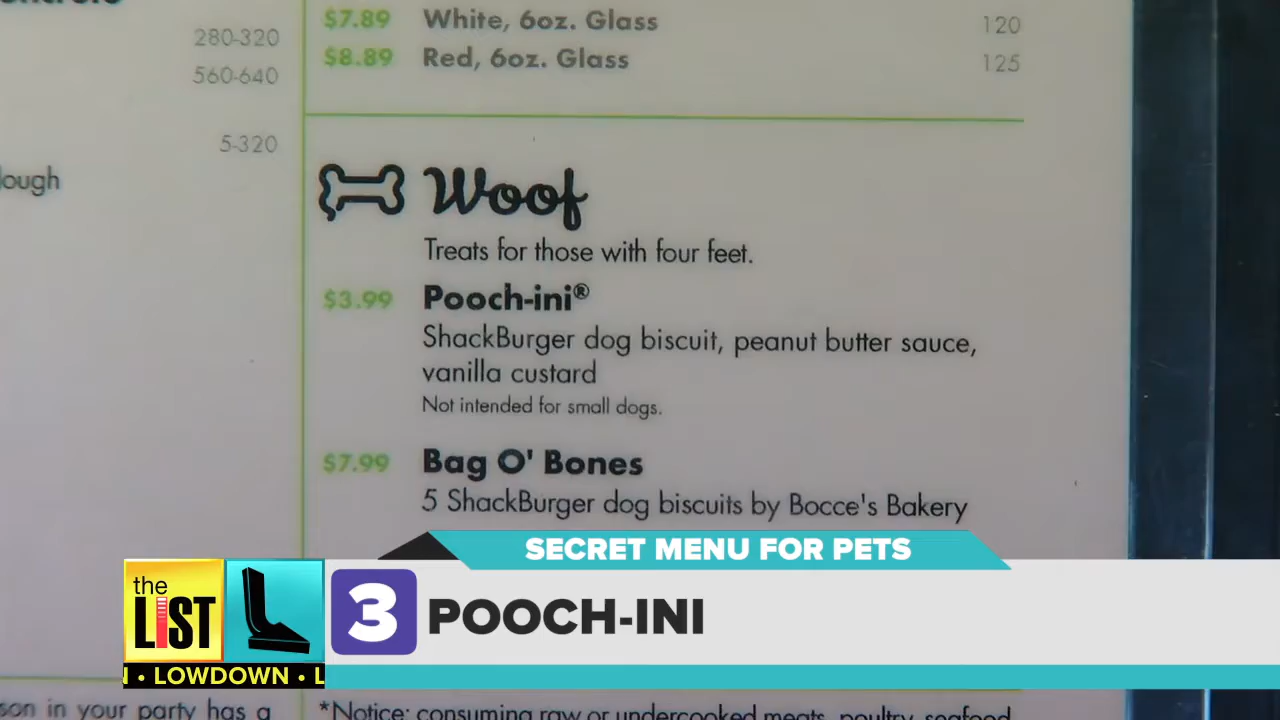 280-320
560-640
5-320
$7.89 White, 6oz. Glass 120
$8.89 Red, 6oz. Glass 125
Woof
Treats for those with four feet.
$3.99 Pooch-ini®
ShackBurger dog biscuit, peanut butter sauce,
vanilla custard
Not intended for small dogs.
$7.99 Bag O' Bones
5 ShackBurger dog biscuits by Bocce's Bakery
SECRET MENU FOR PETS
the
LIST
3 POOCH-INI
• LOWDOWN •
in your party has a
*Notice: consuming raw or undercooked meats, poultry, seafood